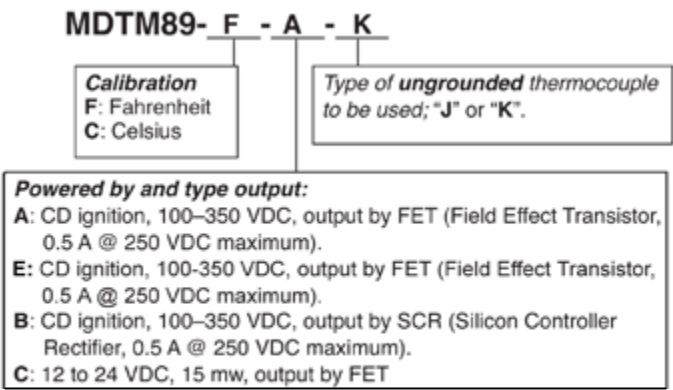 MDTM89- F - A - K
Calibration
F: Fahrenheit
C: Celsius
Type of ungrounded thermocouple
to be used; "J" or "K".
Powered by and type output:
A: CD ignition, 100–350 VDC, output by FET (Field Effect Transistor,
0.5 A @ 250 VDC maximum).
E: CD ignition, 100-350 VDC, output by FET (Field Effect Transistor,
0.5 A @ 250 VDC maximum).
B: CD ignition, 100–350 VDC, output by SCR (Silicon Controller
Rectifier, 0.5 A @ 250 VDC maximum).
C: 12 to 24 VDC, 15 mw, output by FET